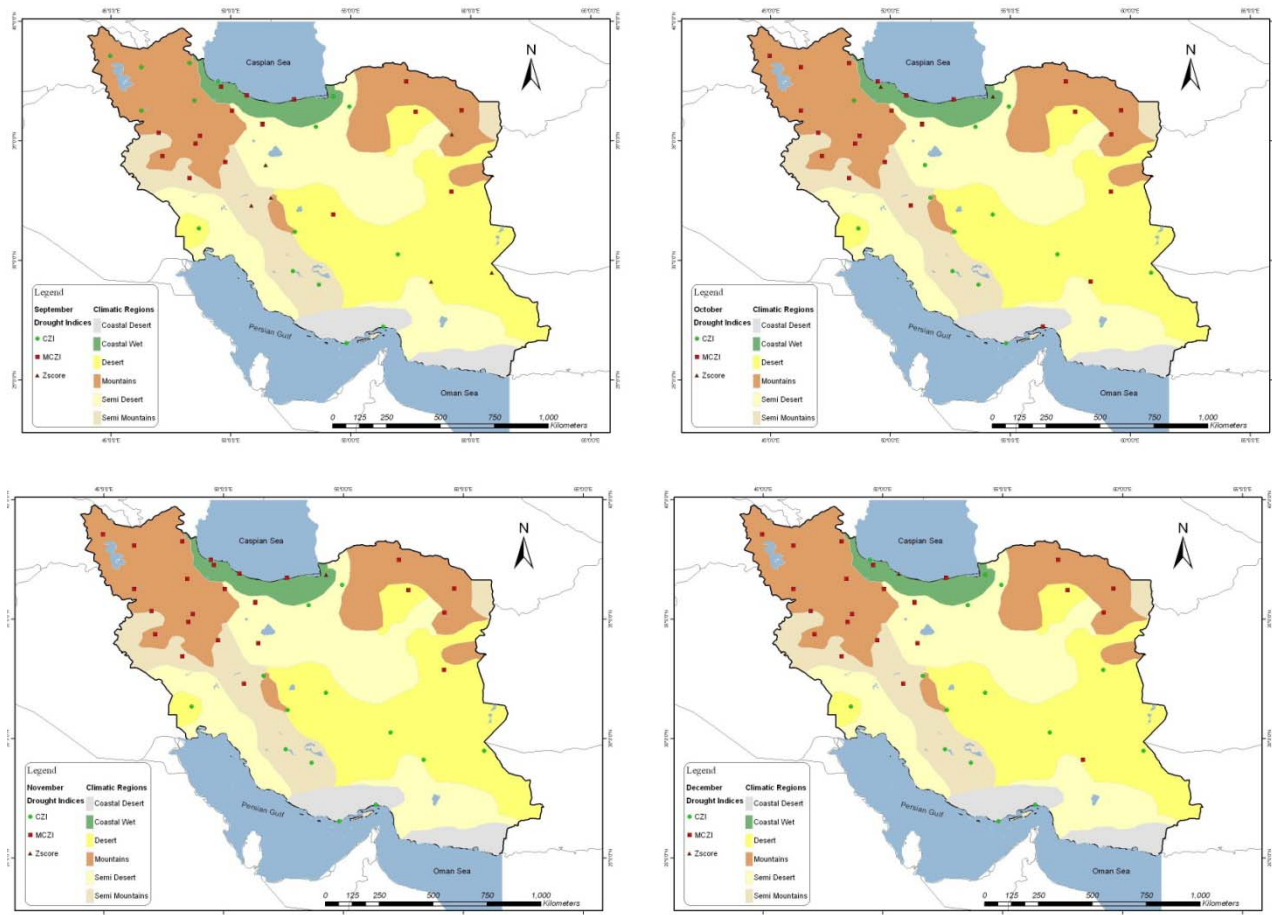 Caspian Sea
N
Persian Gulf
Oman Sea
Legend
September
Drought Indices
CZI
MCZI
Zscore
Climatic Regions
Coastal Desert
Coastal Wet
Desert
Mountains
Semi Desert
Semi Mountains
0 125 250 500 750 1,000
Kilometers
Caspian Sea
N
Persian Gulf
Oman Sea
Legend
October
Drought Indices
CZI
MCZI
Zscore
Climatic Regions
Coastal Desert
Coastal Wet
Desert
Mountains
Semi Desert
Semi Mountains
0 125 250 500 750 1,000
Kilometers
Caspian Sea
N
Persian Gulf
Oman Sea
Legend
November
Drought Indices
CZI
MCZI
Zscore
Climatic Regions
Coastal Desert
Coastal Wet
Desert
Mountains
Semi Desert
Semi Mountains
0 125 250 500 750 1,000
Kilometers
Caspian Sea
N
Persian Gulf
Oman Sea
Legend
December
Drought Indices
CZI
MCZI
Zscore
Climatic Regions
Coastal Desert
Coastal Wet
Desert
Mountains
Semi Desert
Semi Mountains
0 125 250 500 750 1,000
Kilometers